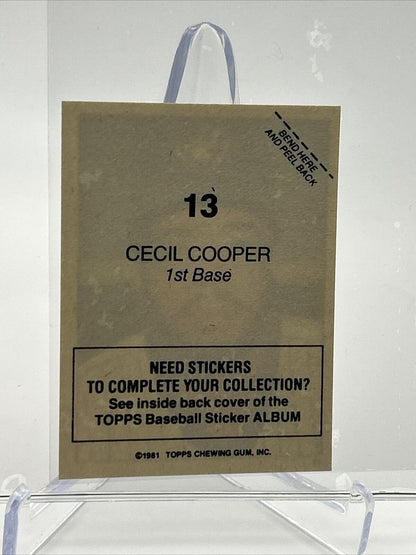 BEND HERE
AND PEEL BACK
13
CECIL COOPER
1st Base
NEED STICKERS
TO COMPLETE YOUR COLLECTION?
See inside back cover of the
TOPPS Baseball Sticker ALBUM
©1981 TOPPS CHEWING GUM, INC.